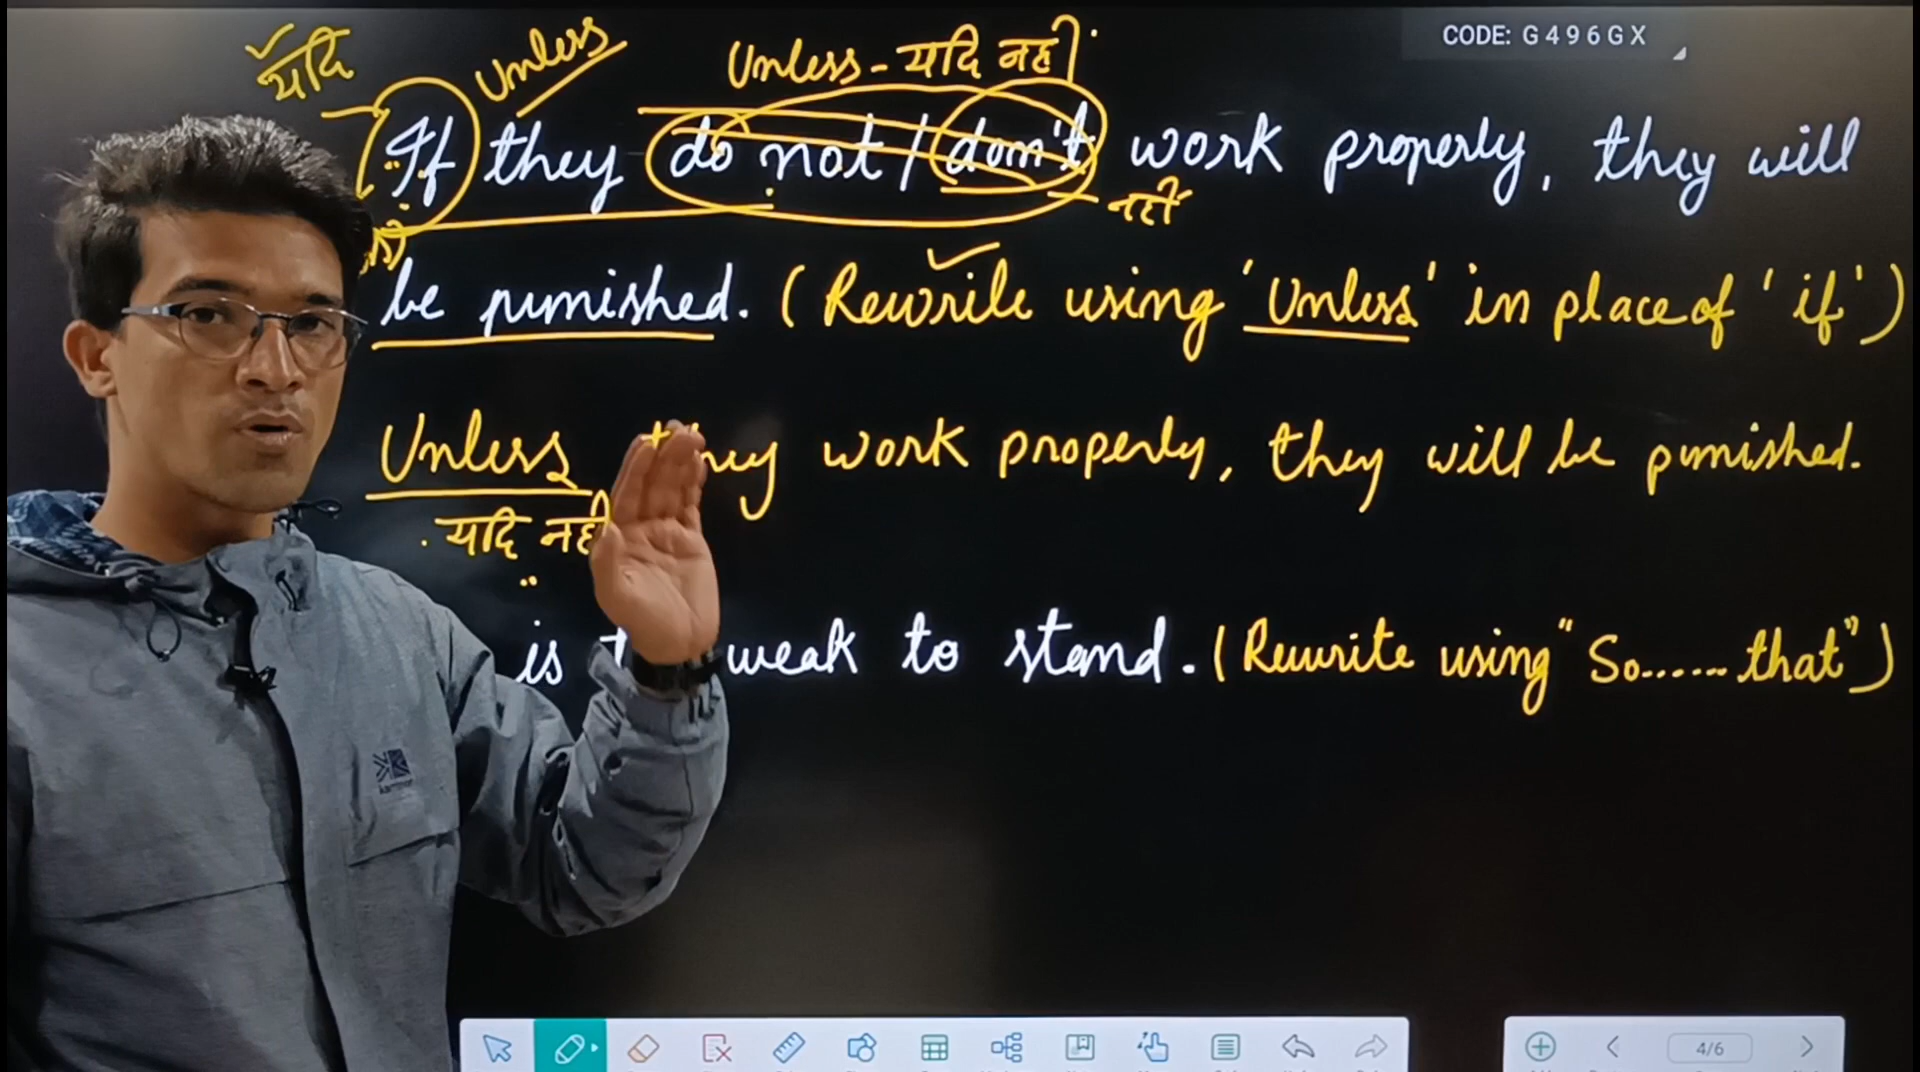 CODE: G496GX
यदि Unless Unless - यदि नहीं
If they do not / don't work properly, they will
नहीं
be punished. (Rewrite using 'Unless' in place of 'if')
Unless they work properly, they will be punished.
यदि नहीं
is weak to stand. (Rewrite using "So...... that")
4/6